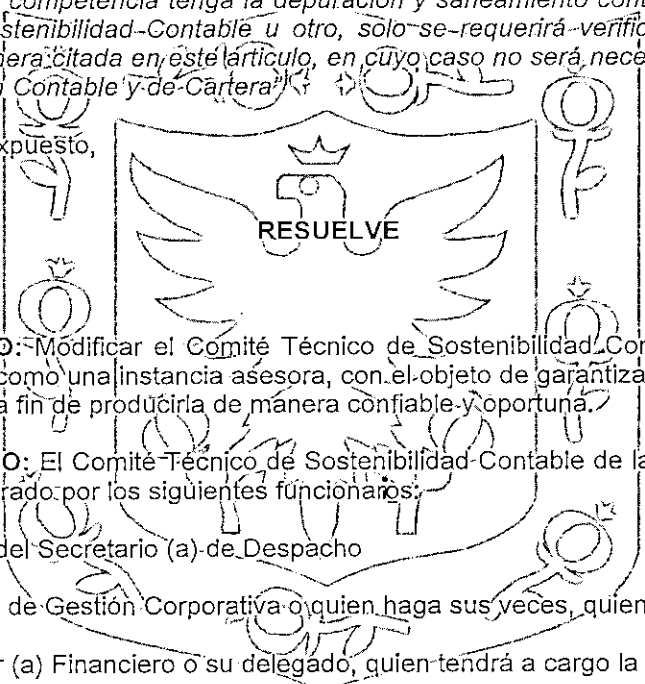 competencia tenga la depuración y saneamiento cont
stenibilidad Contable u otro, solo se requerirá verific
nera citada en este artículo, en cuyo caso no será nece
n Contable y de Cartera"
xpuesto,
RESUELVE
O: Modificar el Comité Técnico de Sostenibilidad Con
como una instancia asesora, con el objeto de garantiza
a fin de producirla de manera confiable y oportuna.
O: El Comité Técnico de Sostenibilidad Contable de la
rado por los siguientes funcionarios:
del Secretario (a) de Despacho
de Gestión Corporativa o quien haga sus veces, quien
r (a) Financiero o su delegado, quien tendrá a cargo la